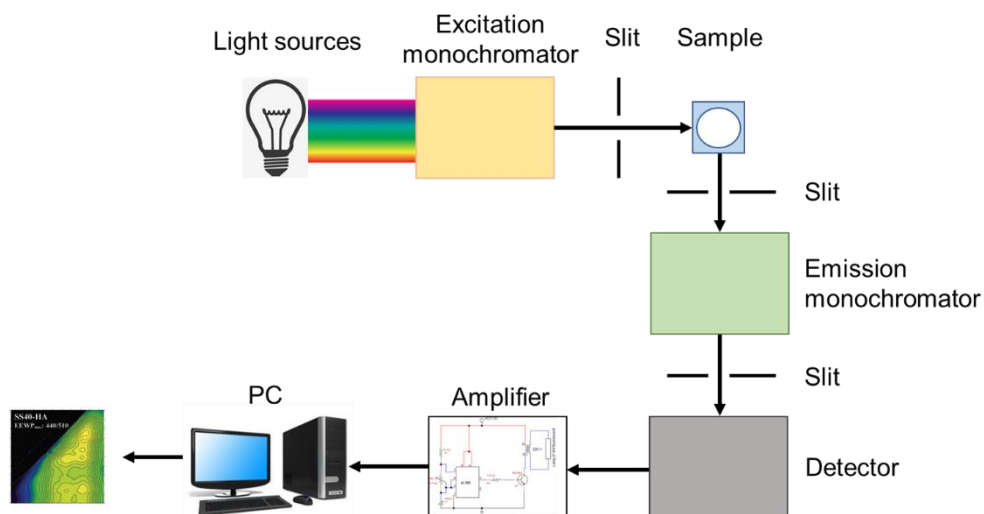 Light sources
Excitation
monochromator
Slit
Sample
Slit
Emission
monochromator
Slit
Detector
Amplifier
PC
SS40-HA